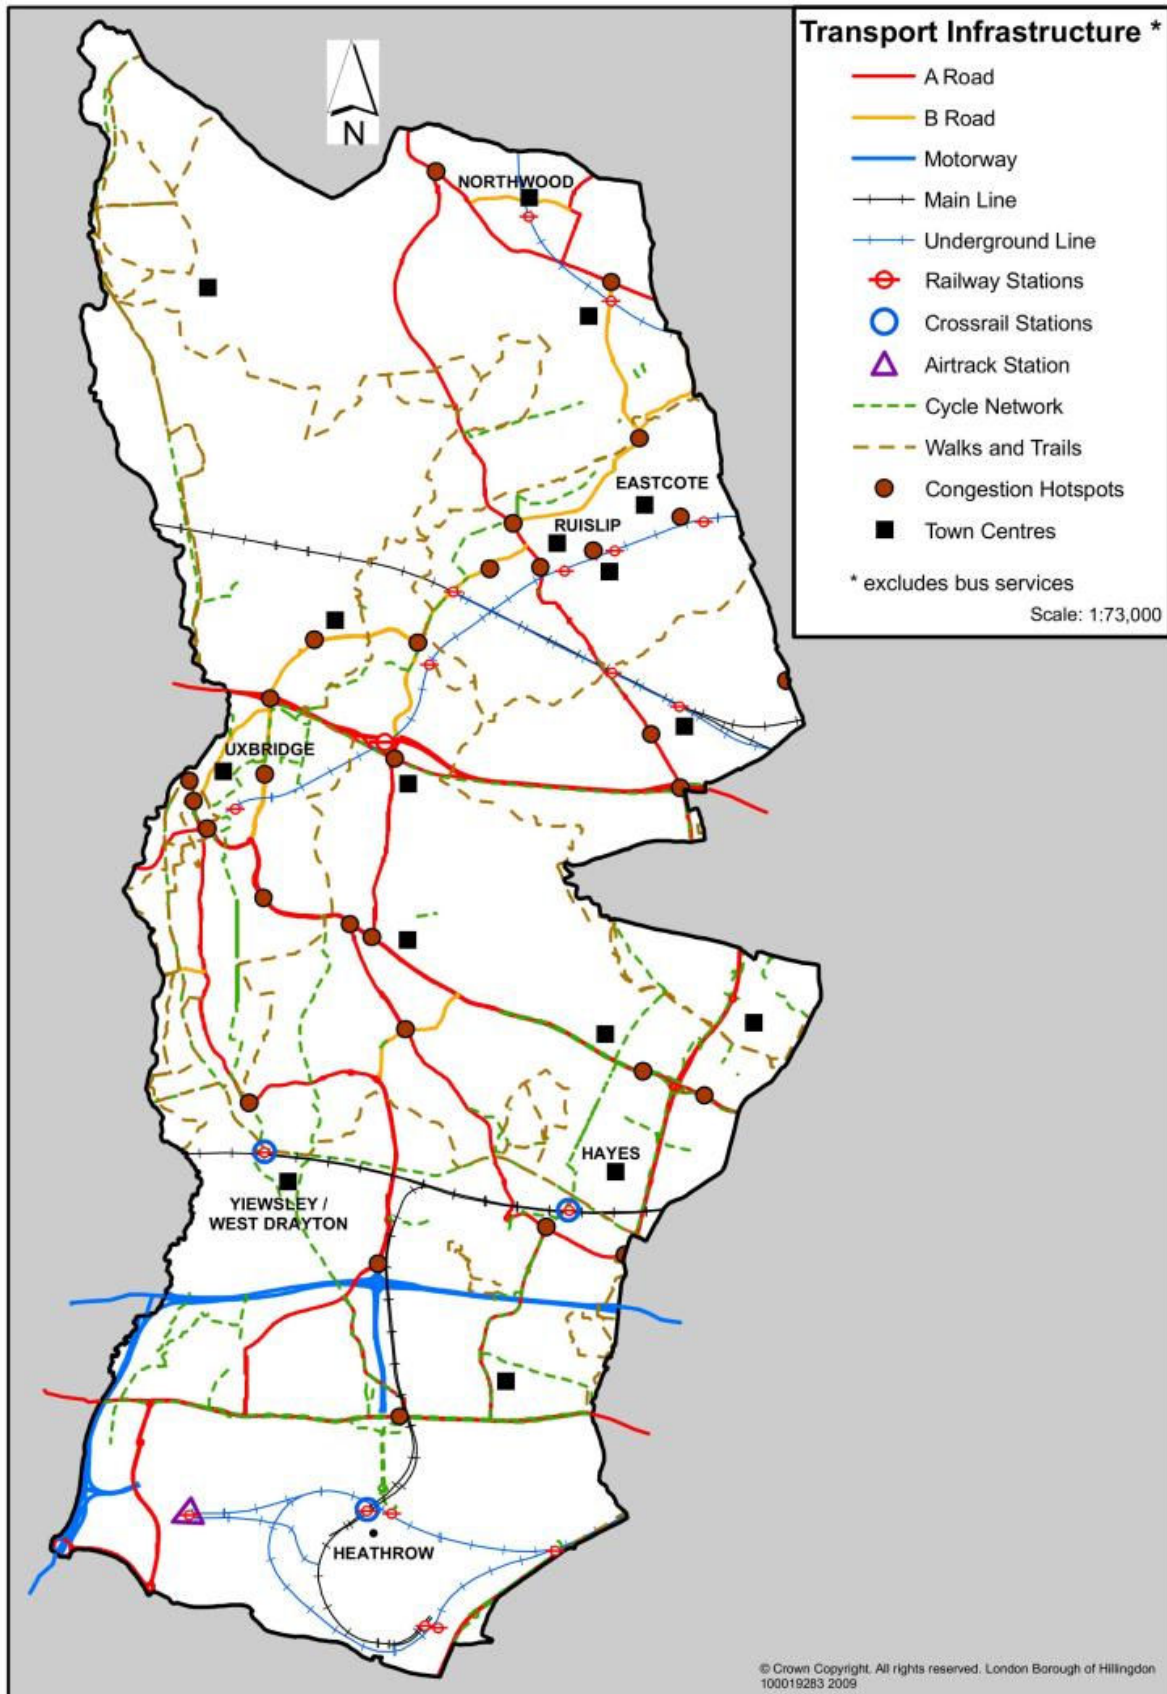 Transport Infrastructure *
A Road
B Road
Motorway
Main Line
Underground Line
Railway Stations
Crossrail Stations
Airtrack Station
Cycle Network
Walks and Trails
Congestion Hotspots
Town Centres
* excludes bus services
Scale: 1:73,000
N
NORTHWOOD
EASTCOTE
RUISLIP
UXBRIDGE
HAYES
YIEWSLEY /
WEST DRAYTON
HEATHROW
© Crown Copyright. All rights reserved. London Borough of Hillingdon
100019283 2009